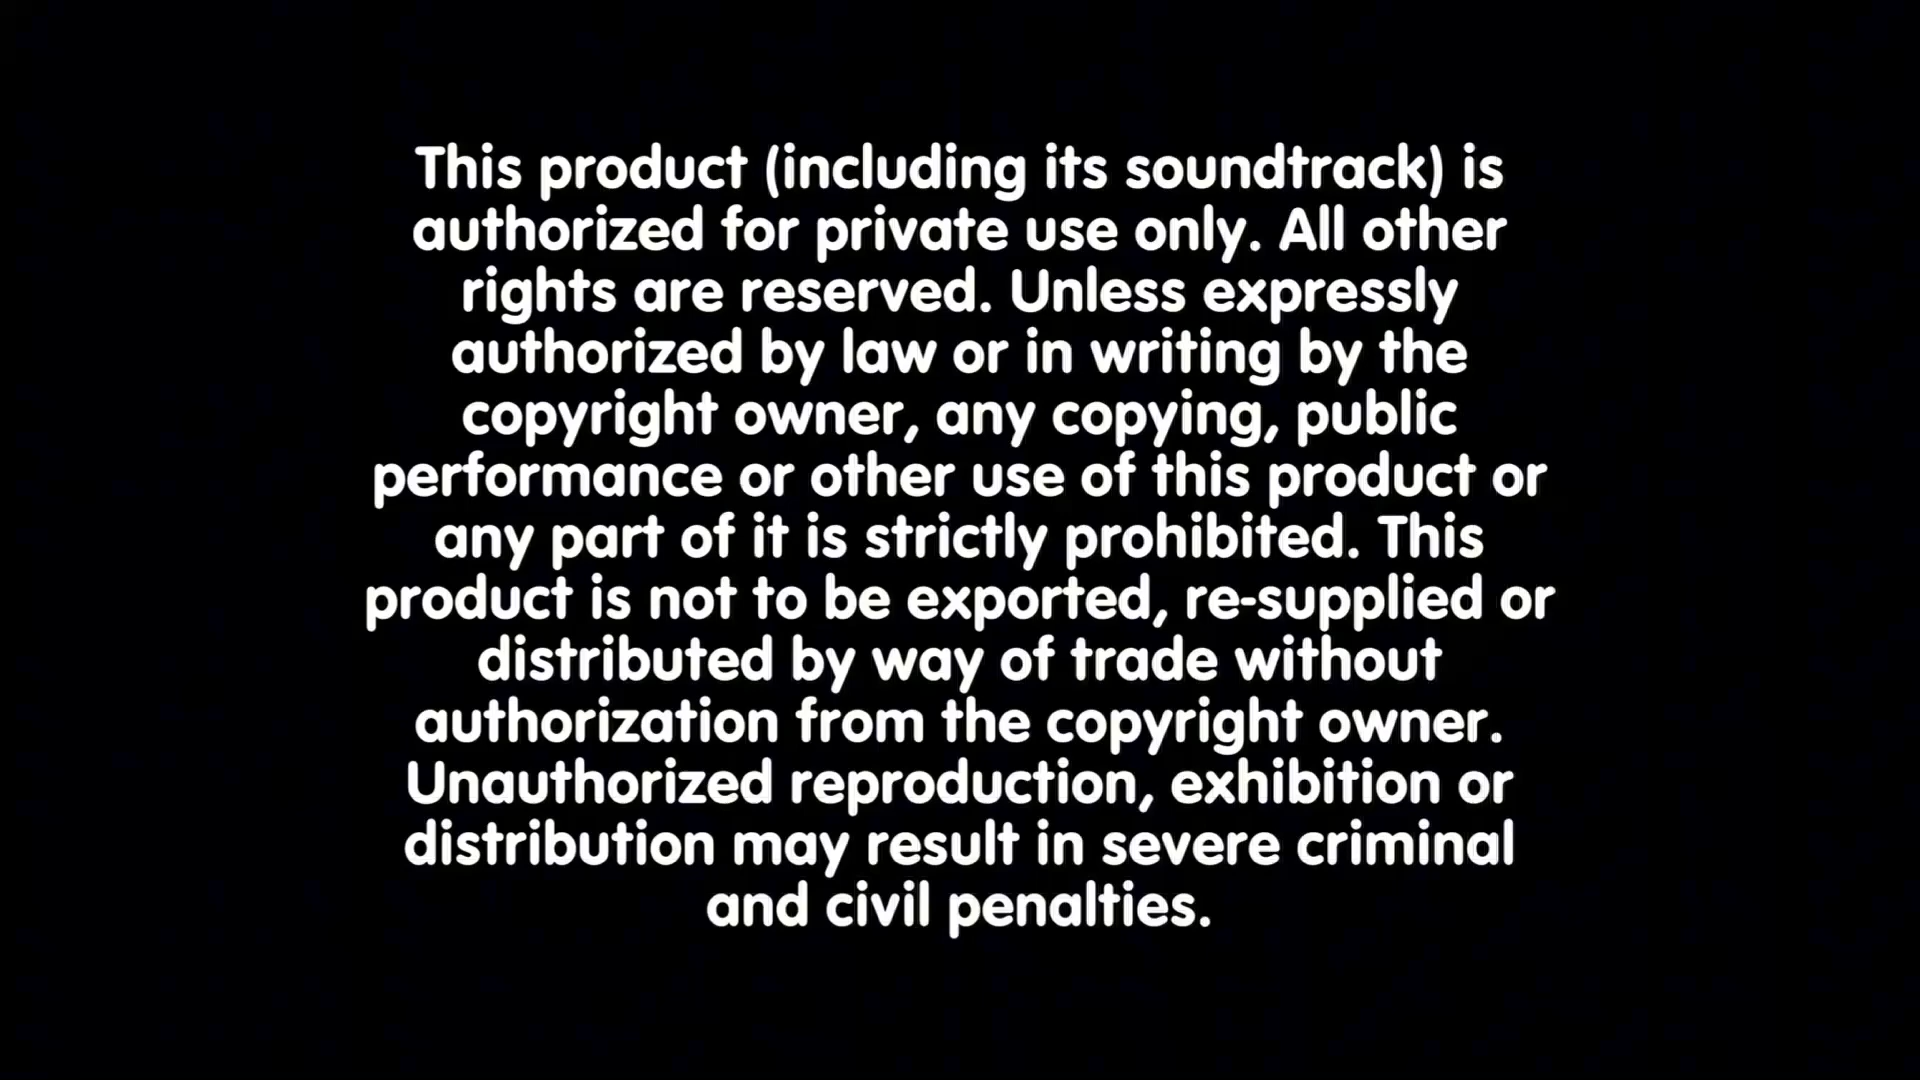 This product (including its soundtrack) is
authorized for private use only. All other
rights are reserved. Unless expressly
authorized by law or in writing by the
copyright owner, any copying, public
performance or other use of this product or
any part of it is strictly prohibited. This
product is not to be exported, re-supplied or
distributed by way of trade without
authorization from the copyright owner.
Unauthorized reproduction, exhibition or
distribution may result in severe criminal
and civil penalties.